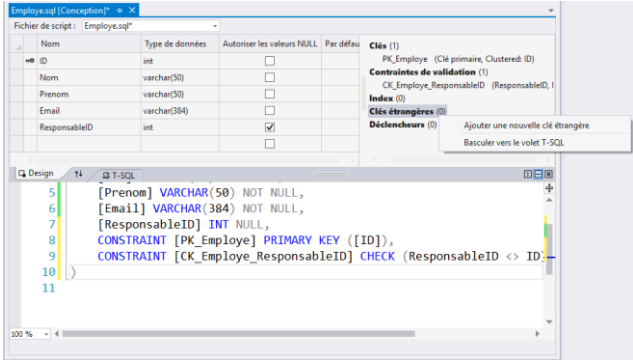 Employe.sql [Conception]*
Fichier de script : Employe.sql*
Nom Type de données Autoriser les valeurs NULL Par défau
ID int
Nom varchar(50)
Prenom varchar(50)
Email varchar(384)
ResponsableID int
Clés (1)
PK_Employe (Clé primaire, Clustered: ID)
Contraintes de validation (1)
CK_Employe_ResponsableID (ResponsableID, I
Index (0)
Clés étrangères (0)
Déclencheurs (0)
Ajouter une nouvelle clé étrangère
Basculer vers le volet T-SQL
Design T-SQL
5 [Prenom] VARCHAR(50) NOT NULL,
6 [Email] VARCHAR(384) NOT NULL,
7 [ResponsableID] INT NULL,
8 CONSTRAINT [PK_Employe] PRIMARY KEY ([ID]),
9 CONSTRAINT [CK_Employe_ResponsableID] CHECK (ResponsableID <> ID)
10 )
11
100 %